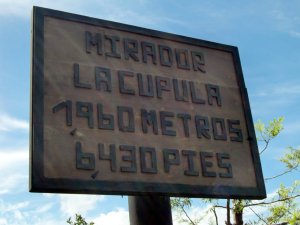 MIRADOR
LA CUPULA
1960 METROS
6430 PIES